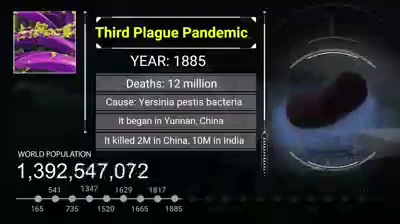 Third Plague Pandemic
YEAR: 1885
Deaths: 12 million
Cause: Yersinia pestis bacteria
It began in Yunnan, China
It killed 2M in China, 10M in India
WORLD POPULATION
1,392,547,072
541 1347 1629 1817
165 735 1520 1665 1885